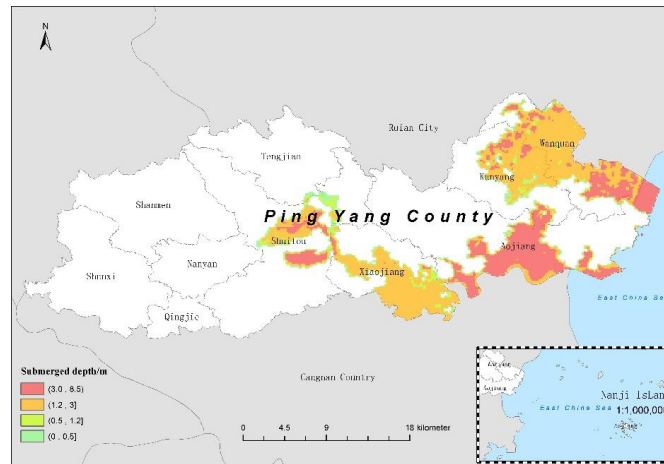 N
Ruian City
Tengjian
Wanquan
Kunyang
Shanmen
Ping Yang County
Shuitou
Aojiang
Nanyan
Shunxi
Xiaojiang
East China Sea
Qingjie
Cangnan Country
Submerged depth/m
(3.0, 8.5)
(1.2, 3]
(0.5, 1.2]
(0, 0.5]
0 4.5 9 18 kilometer
Nanji Island
East China Sea 1:1,000,000